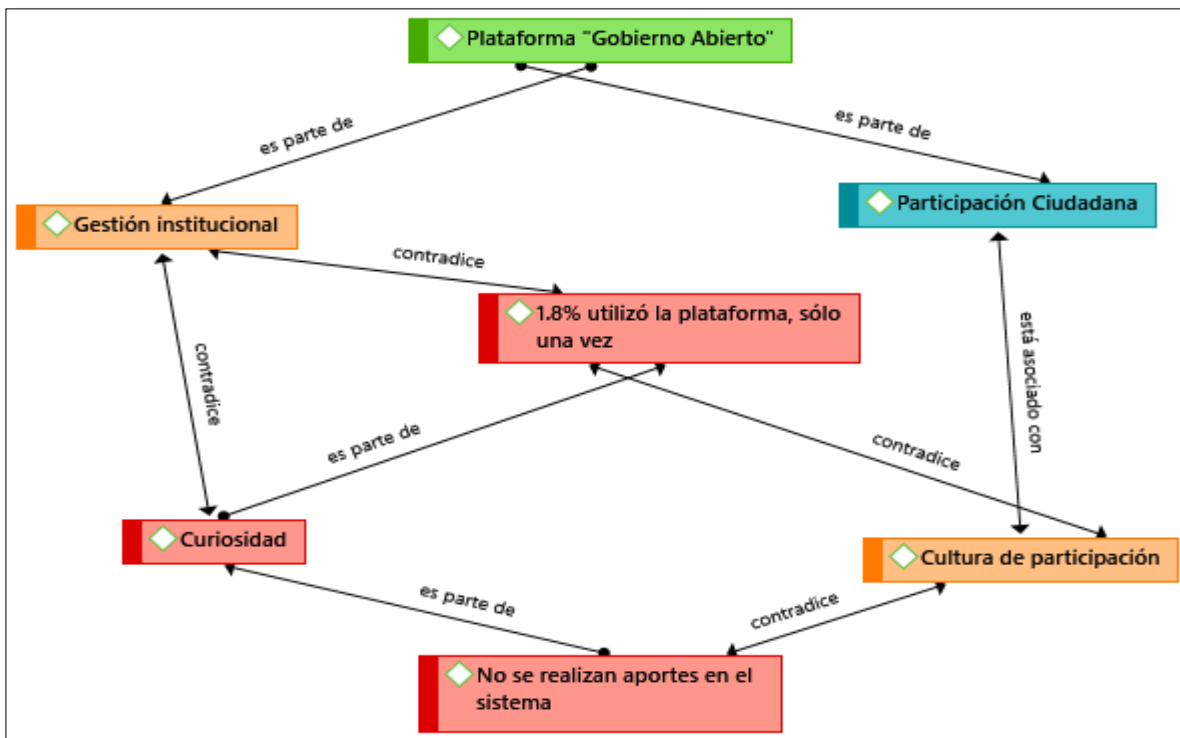 Plataforma "Gobierno Abierto"
es parte de
es parte de
Gestión institucional
Participación Ciudadana
contradice
1.8% utilizó la plataforma, sólo
una vez
contradice
está asociado con
es parte de
contradice
Curiosidad
Cultura de participación
es parte de
contradice
No se realizan aportes en el
sistema